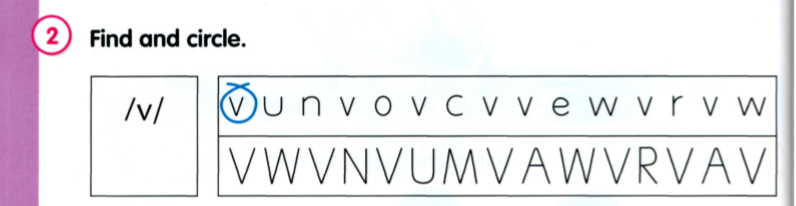 2 Find and circle.
/v/
v u n v o v c v v e w v r v w
V W V N V U M V A W V R V A V